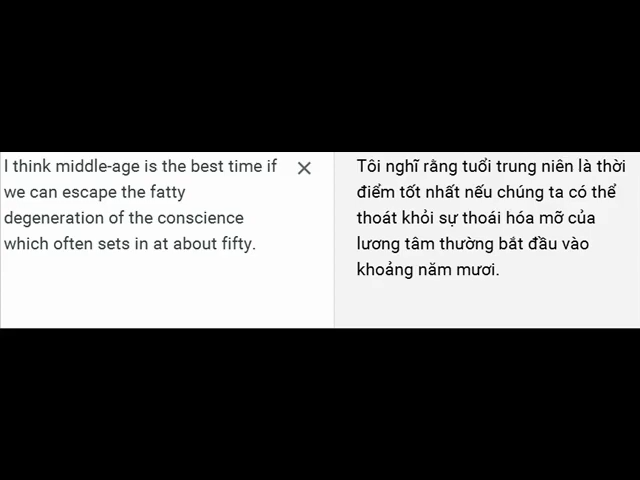 I think middle-age is the best time if
we can escape the fatty
degeneration of the conscience
which often sets in at about fifty.
Tôi nghĩ rằng tuổi trung niên là thời
điểm tốt nhất nếu chúng ta có thể
thoát khỏi sự thoái hóa mỡ của
lương tâm thường bắt đầu vào
khoảng năm mươi.